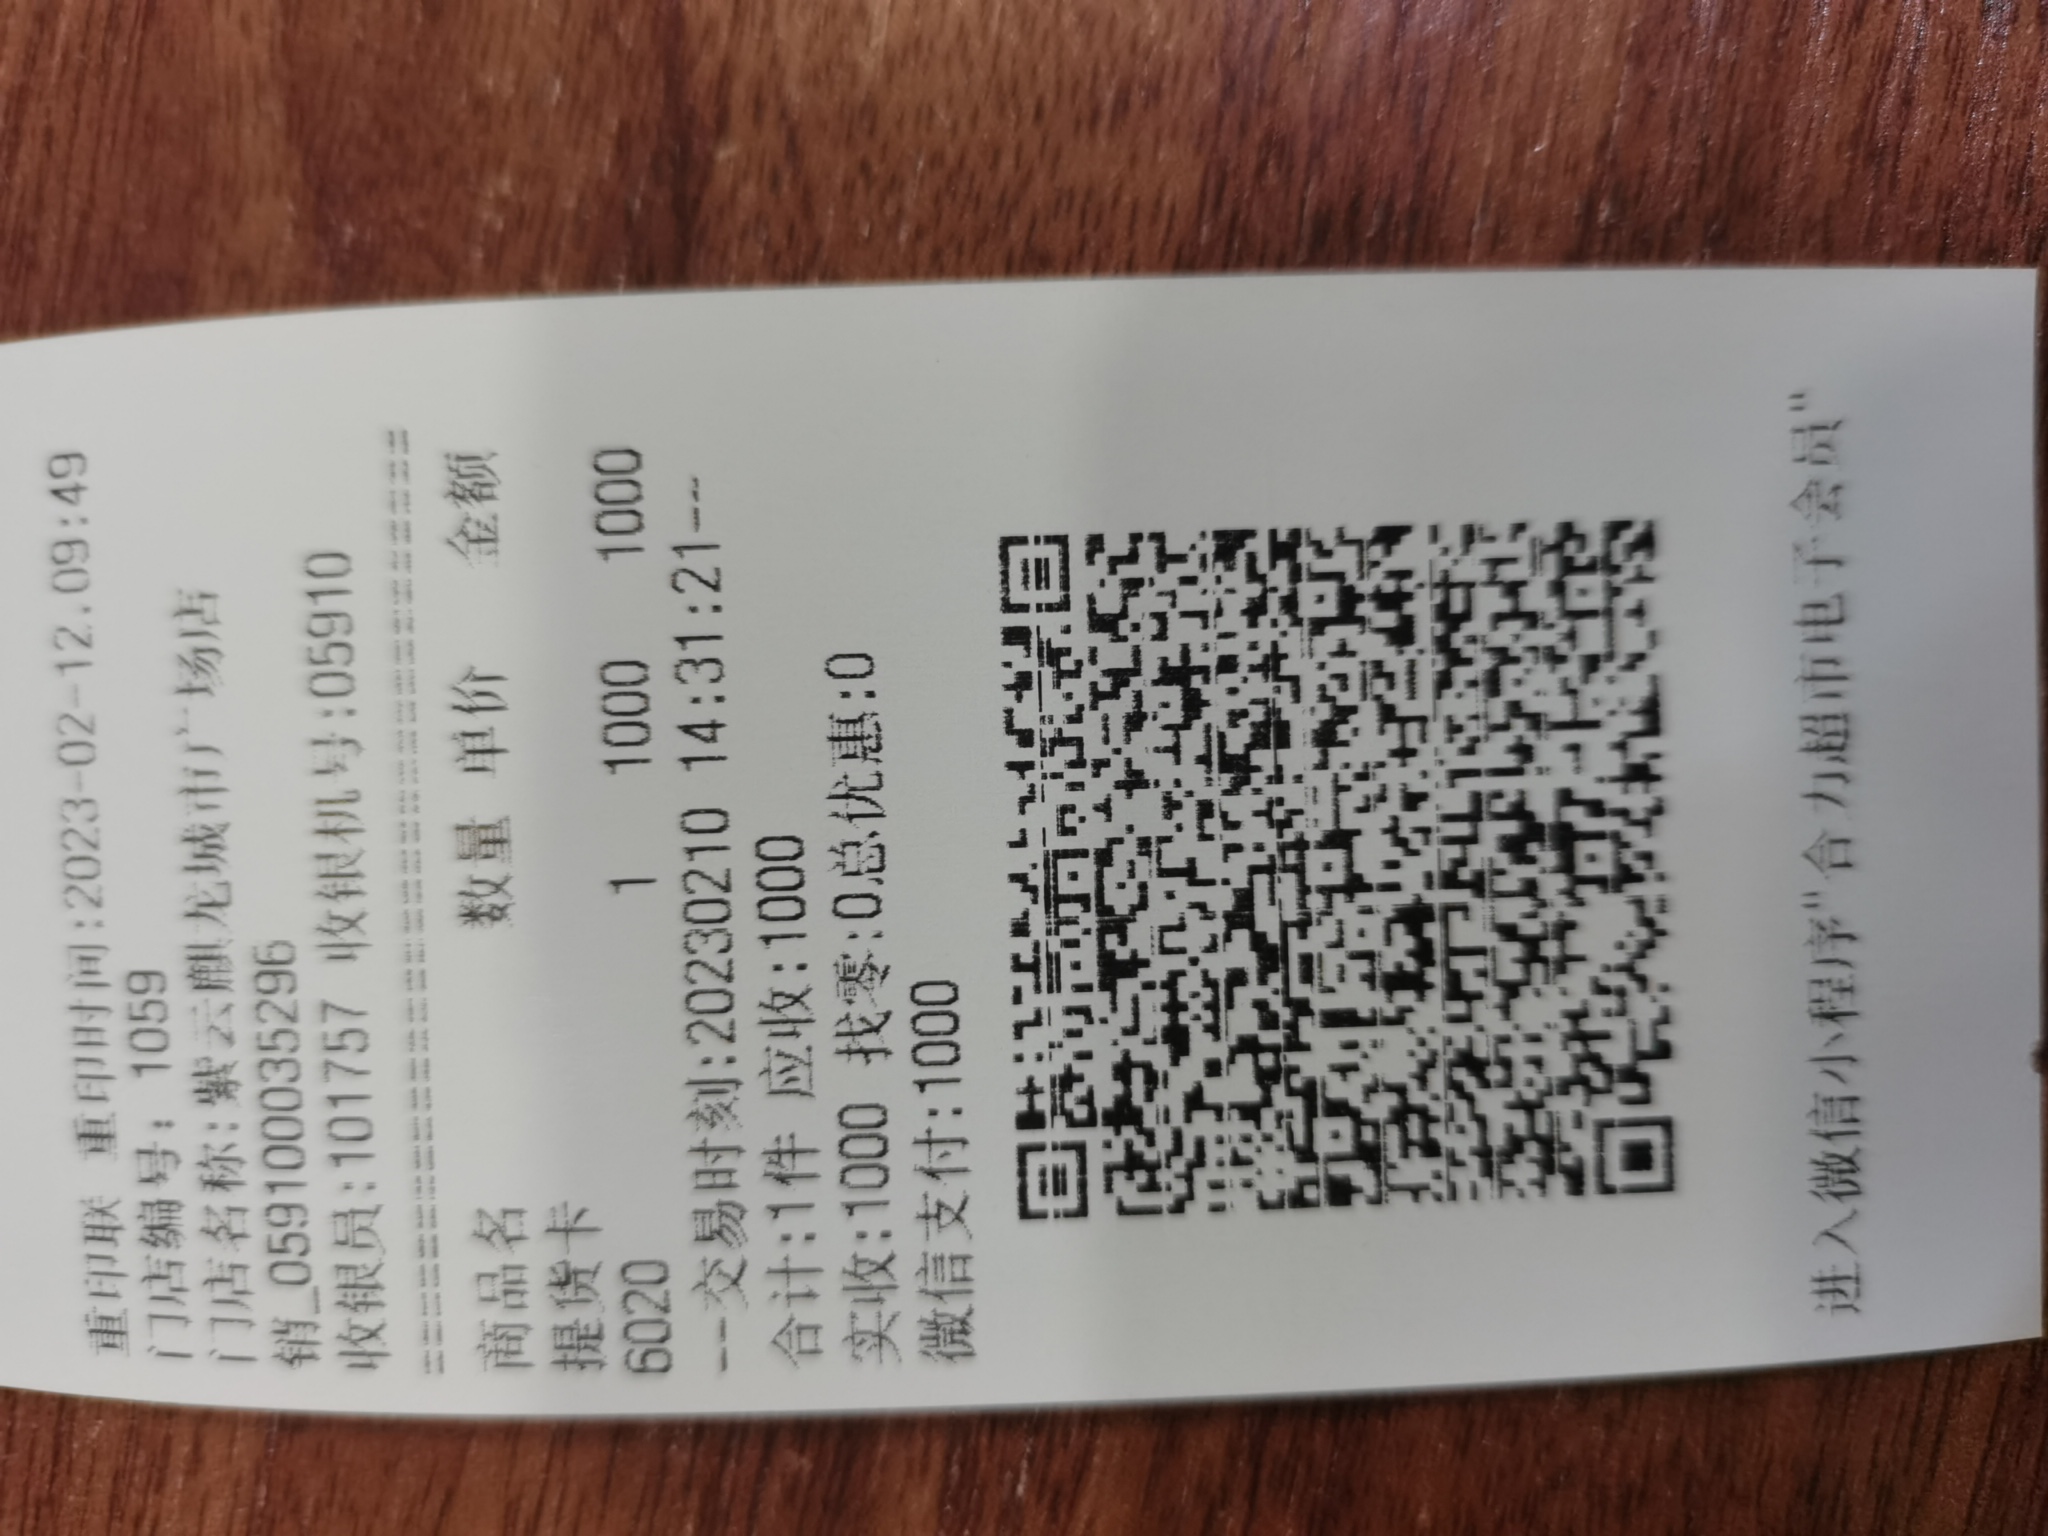 重印联 重印时间:2023-02-12.09:49
门店编号: 1059
门店名称:紫云麒龙城市广场店
销_0591000035296
收银员:101757 收银机号:05910
商品名 数量 单价 金额
提货卡
6020 1 1000 1000
--交易时刻:20230210 14:31:21---
合计:1件 应收:1000
实收:1000 找零:0总优惠:0
微信支付:1000
进入微信小程序"合力超市电子会员"